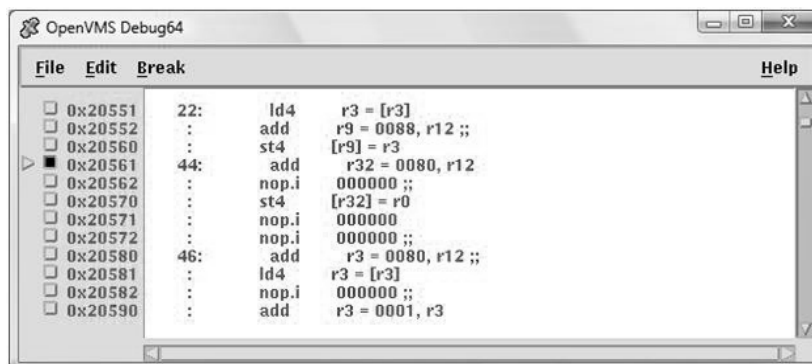 OpenVMS Debug64
File Edit Break Help
0x20551 22: ld4 r3 = [r3]
0x20552 : add r9 = 0088, r12 ;;
0x20560 : st4 [r9] = r3
0x20561 44: add r32 = 0080, r12
0x20562 : nop.i 000000 ;;
0x20570 : st4 [r32] = r0
0x20571 : nop.i 000000
0x20572 : nop.i 000000 ;;
0x20580 46: add r3 = 0080, r12 ;;
0x20581 : ld4 r3 = [r3]
0x20582 : nop.i 000000 ;;
0x20590 : add r3 = 0001, r3